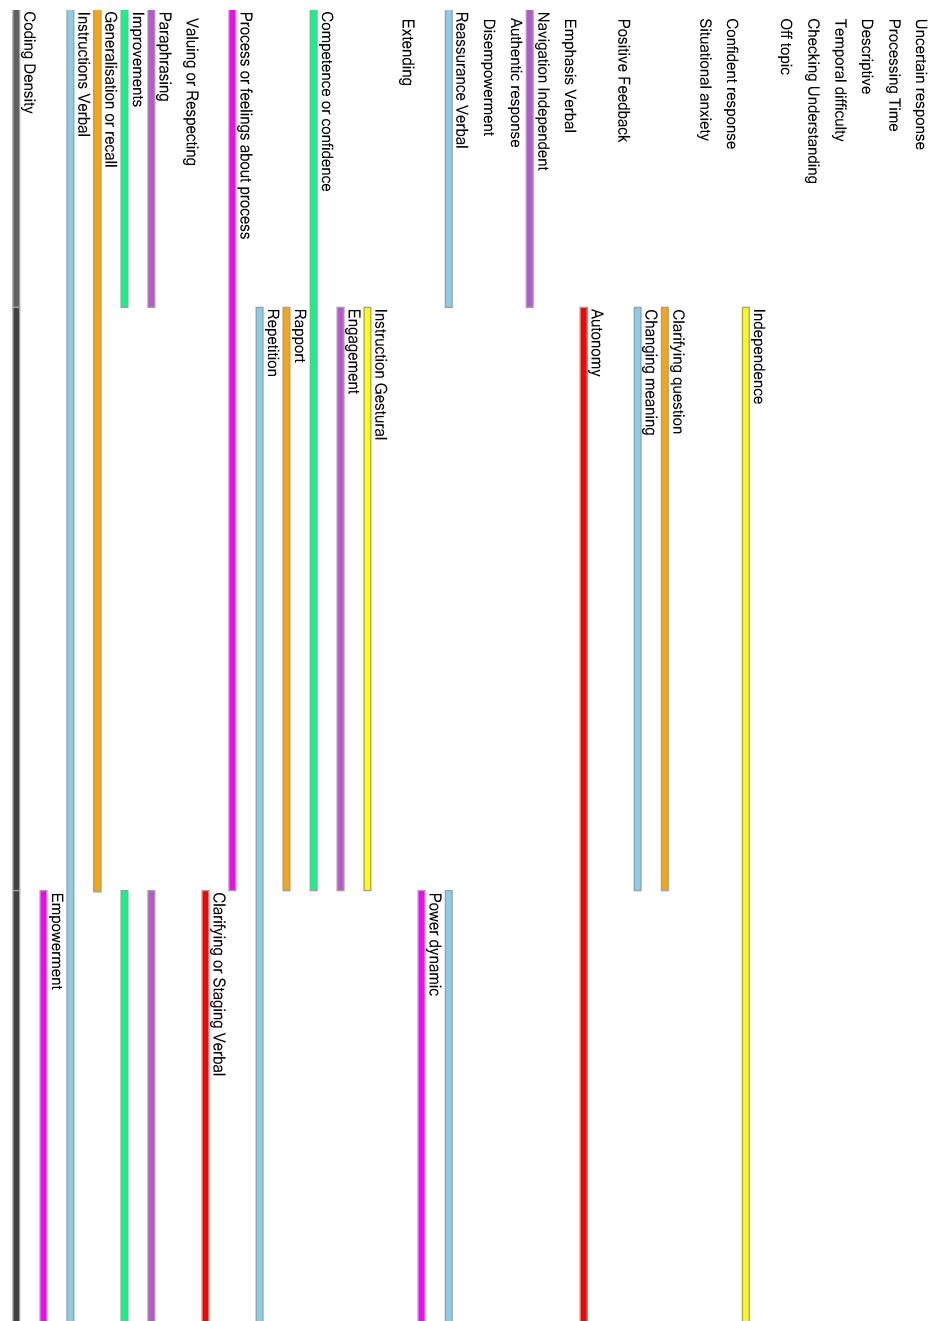 Uncertain response
Processing Time
Descriptive
Temporal difficulty
Checking Understanding
Off topic
Independence
Confident response
Situational anxiety
Clarifying question
Changing meaning
Positive Feedback
Autonomy
Emphasis Verbal
Navigation Independent
Authentic response
Disempowerment
Reassurance Verbal
Power dynamic
Extending
Instruction Gestural
Engagement
Competence or confidence
Rapport
Repetition
Process or feelings about process
Clarifying or Staging Verbal
Valuing or Respecting
Paraphrasing
Improvements
Generalisation or recall
Instructions Verbal
Empowerment
Coding Density